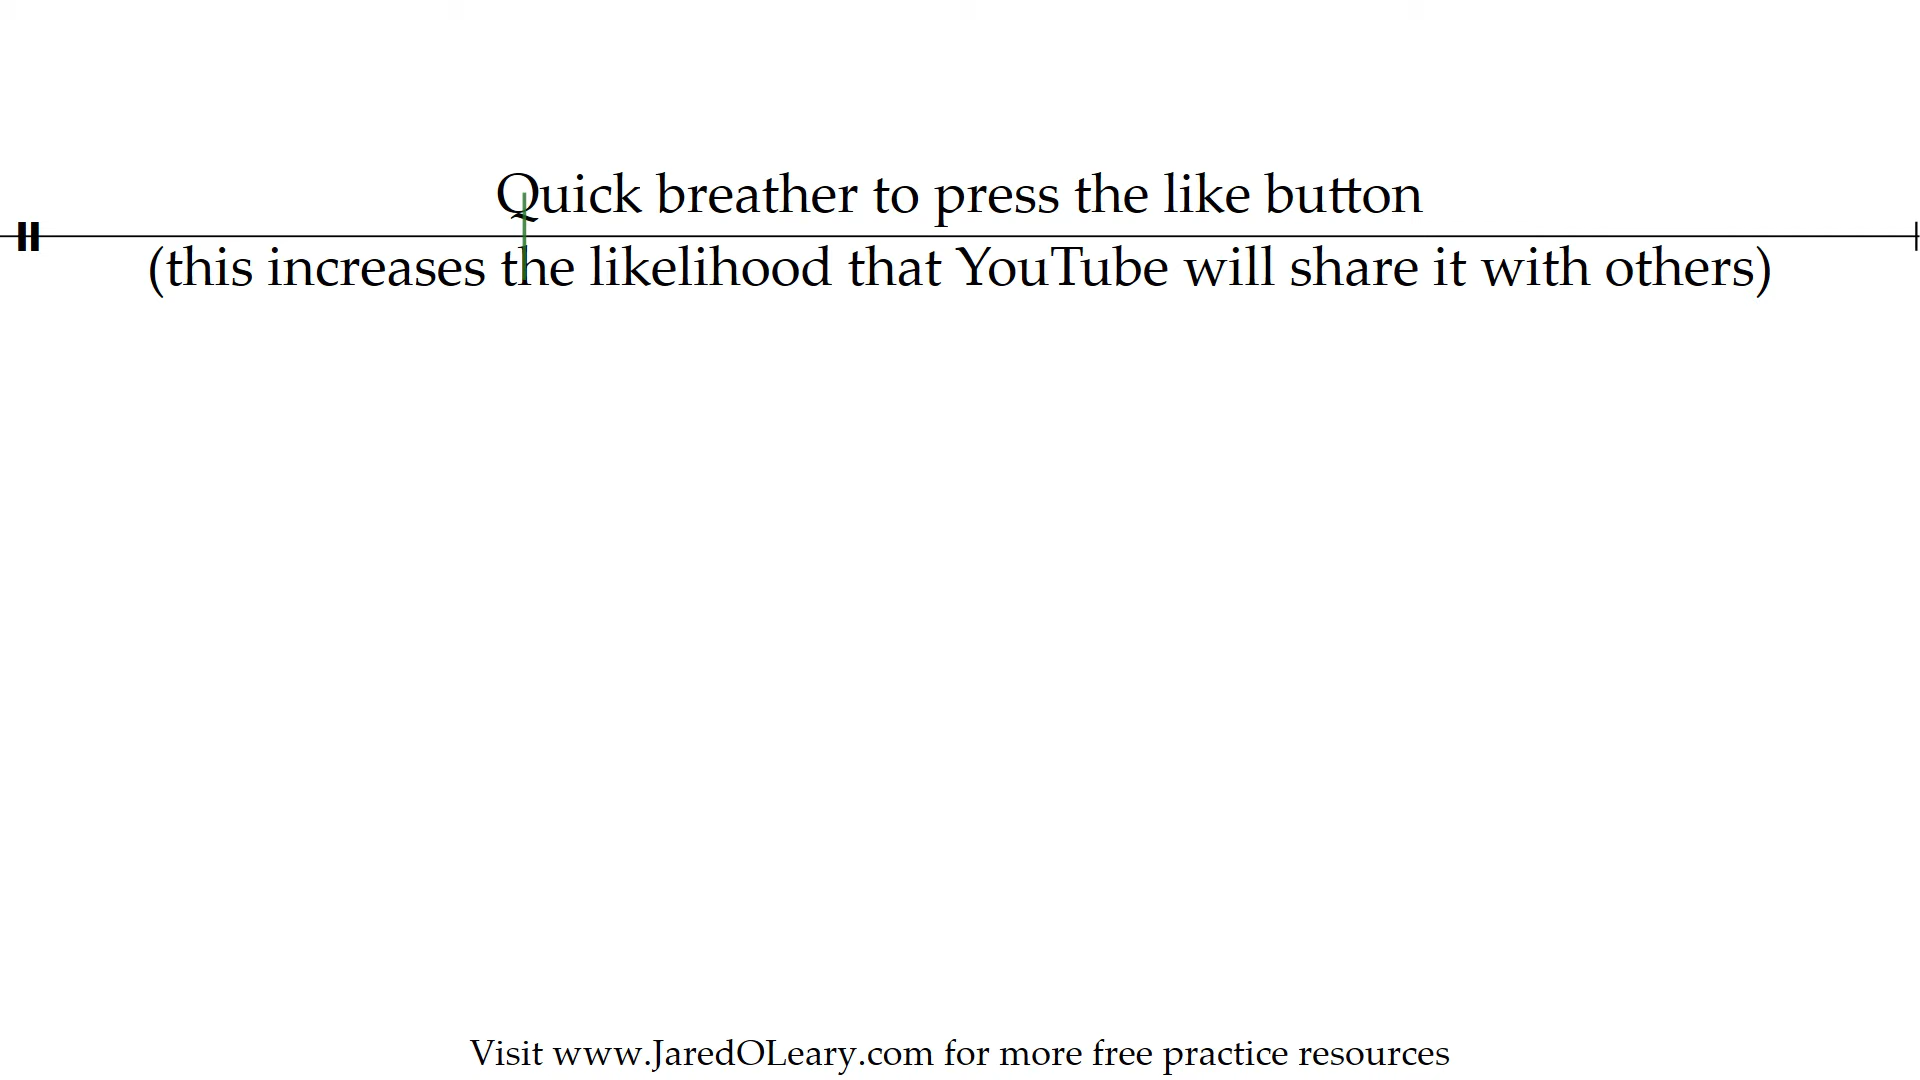 Quick breather to press the like button
(this increases the likelihood that YouTube will share it with others)
Visit www.JaredOLeary.com for more free practice resources